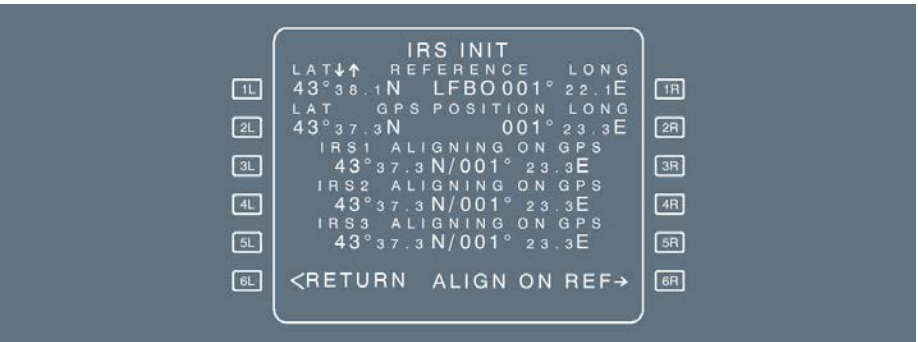 IRS INIT
LAT↓↑ REFERENCE LONG
1L 43°38.1N LFBO 001°22.1E 1R
LAT GPS POSITION LONG
2L 43°37.3N 001°23.3E 2R
IRS1 ALIGNING ON GPS
3L 43°37.3N/001°23.3E 3R
IRS2 ALIGNING ON GPS
4L 43°37.3N/001°23.3E 4R
IRS3 ALIGNING ON GPS
5L 43°37.3N/001°23.3E 5R
6L <RETURN ALIGN ON REF→ 6R